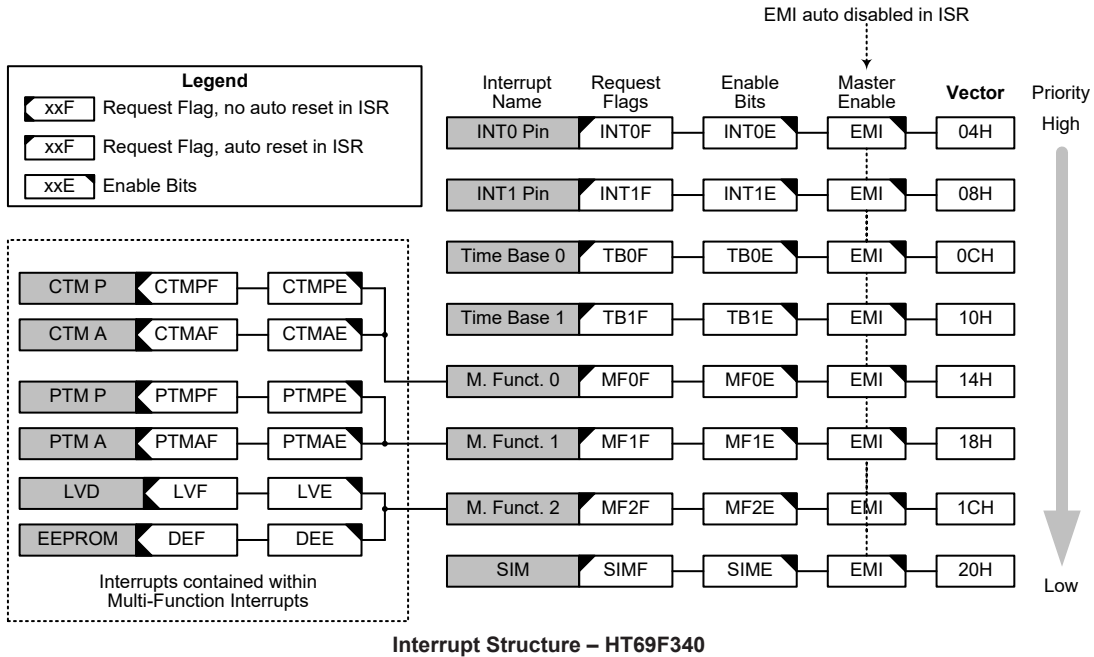 EMI auto disabled in ISR
Legend
xxF Request Flag, no auto reset in ISR
xxF Request Flag, auto reset in ISR
xxE Enable Bits
Interrupt Name Request Flags Enable Bits Master Enable Vector Priority
High
INT0 Pin INT0F INT0E EMI 04H
INT1 Pin INT1F INT1E EMI 08H
Time Base 0 TB0F TB0E EMI 0CH
Time Base 1 TB1F TB1E EMI 10H
M. Funct. 0 MF0F MF0E EMI 14H
M. Funct. 1 MF1F MF1E EMI 18H
M. Funct. 2 MF2F MF2E EMI 1CH
SIM SIMF SIME EMI 20H
Low
CTM P CTMPF CTMPE
CTM A CTMAF CTMAE
PTM P PTMPF PTMPE
PTM A PTMAF PTMAE
LVD LVF LVE
EEPROM DEF DEE
Interrupts contained within
Multi-Function Interrupts
Interrupt Structure – HT69F340